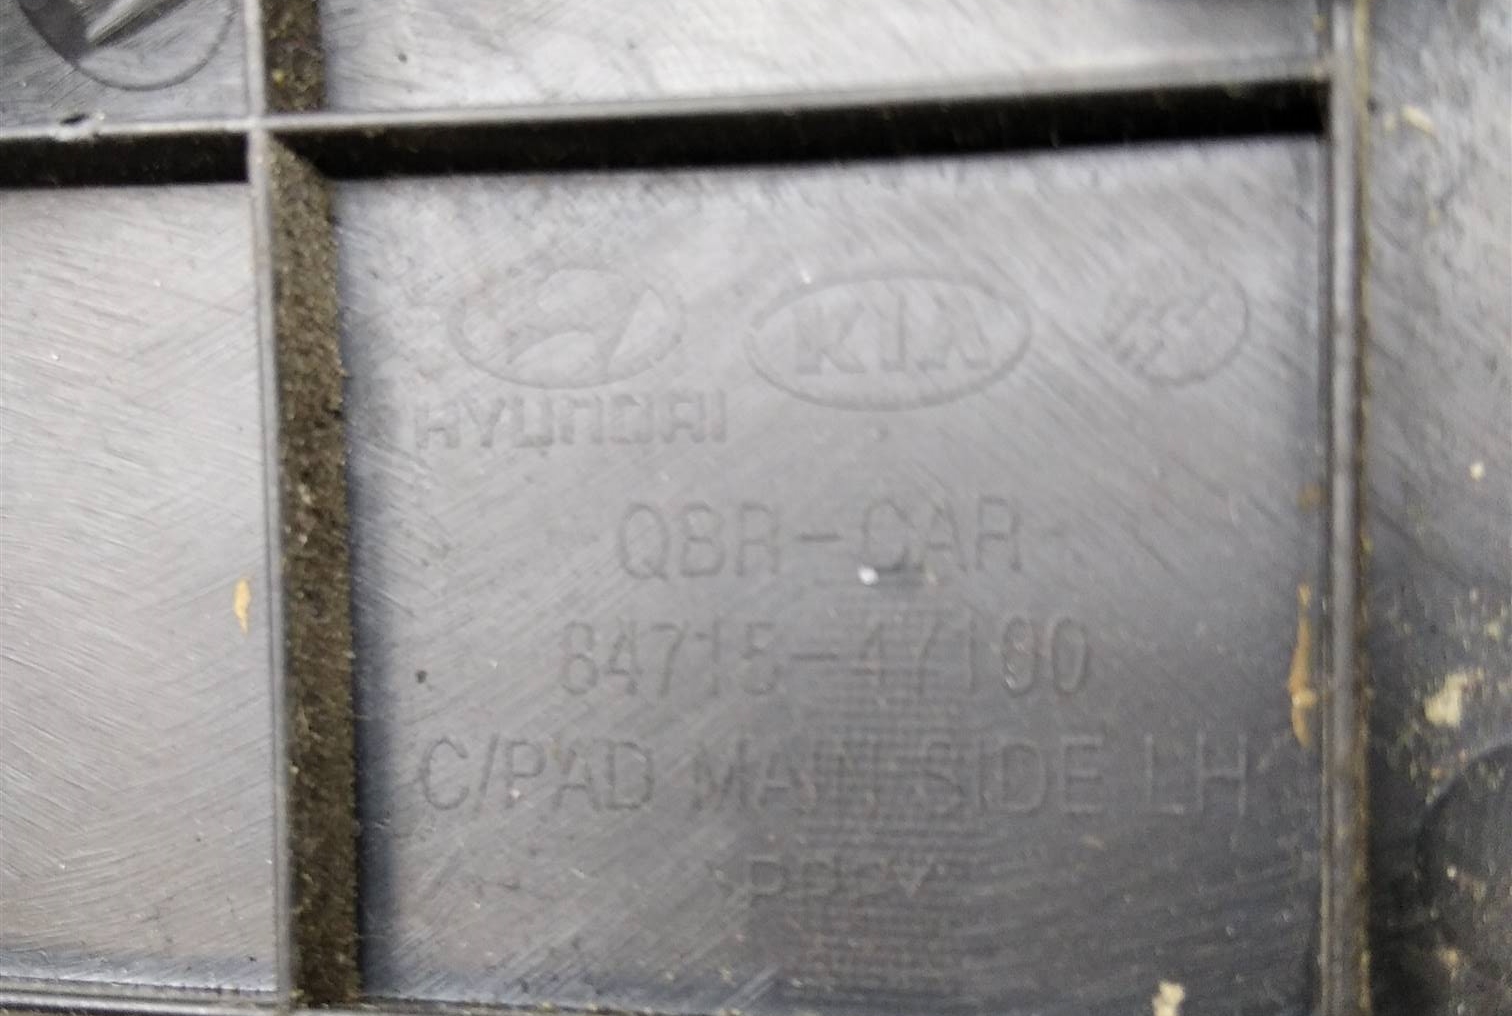 KIA
HYUNDAI
QBR-CAR
84715-47100
C/PAD MAIN SIDE LH